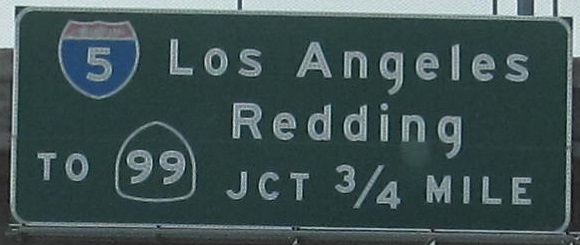 5 Los Angeles
Redding
TO 99 JCT 3/4 MILE